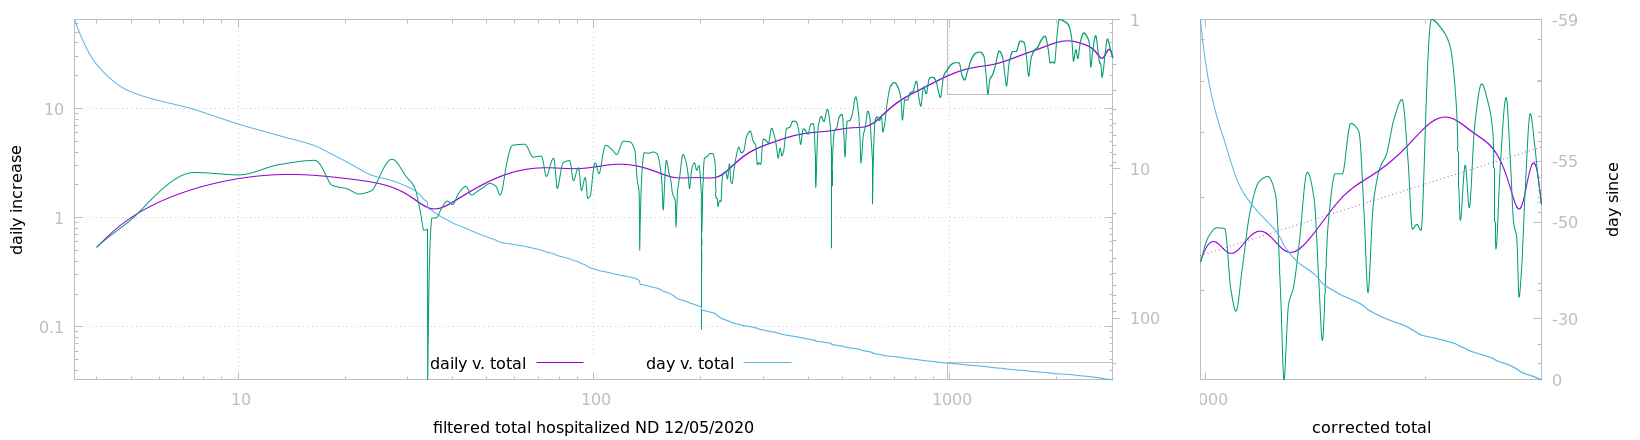 daily increase
10
1
0.1
1
10
100
daily v. total
day v. total
10
100
1000
filtered total hospitalized ND 12/05/2020
-59
-55
-50
-30
0
day since
000
corrected total